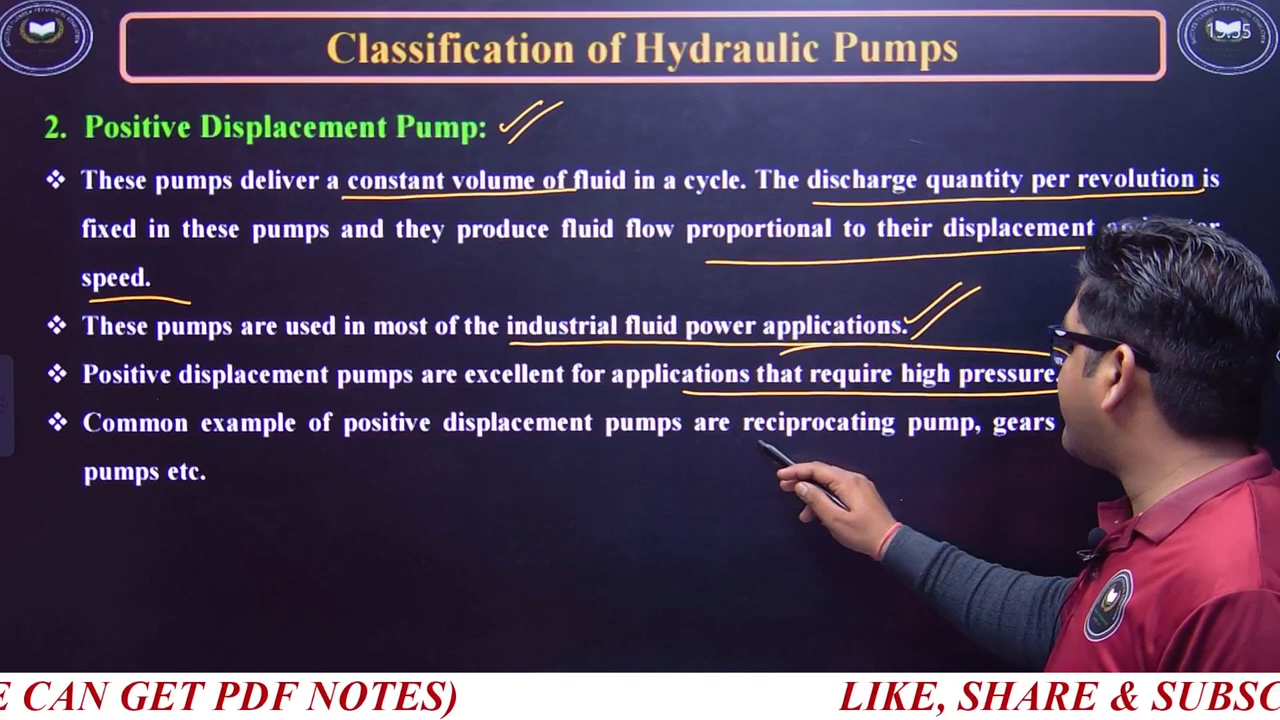 Classification of Hydraulic Pumps
15:55
2. Positive Displacement Pump:
❖ These pumps deliver a constant volume of fluid in a cycle. The discharge quantity per revolution is
fixed in these pumps and they produce fluid flow proportional to their displacement
speed.
❖ These pumps are used in most of the industrial fluid power applications.
❖ Positive displacement pumps are excellent for applications that require high pressure.
❖ Common example of positive displacement pumps are reciprocating pump, gears
pumps etc.
E CAN GET PDF NOTES) LIKE, SHARE & SUBSC